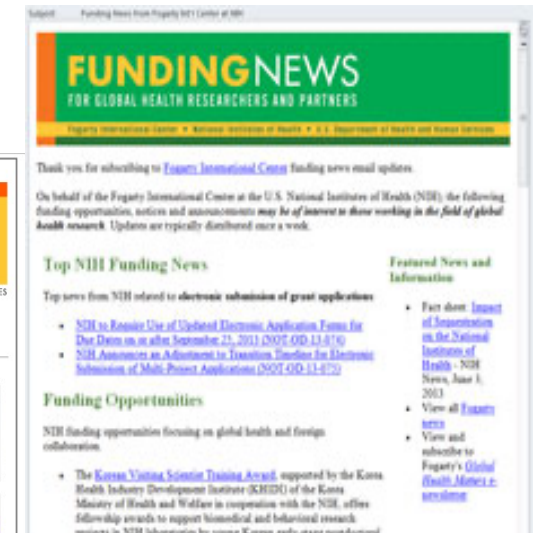 Subject: Funding News from Fogarty Int'l Center at NIH
FUNDINGNEWS
FOR GLOBAL HEALTH RESEARCHERS AND PARTNERS
Fogarty International Center • National Institutes of Health • U.S. Department of Health and Human Services
Thank you for subscribing to Fogarty International Center funding news email updates.
On behalf of the Fogarty International Center at the U.S. National Institutes of Health (NIH), the following
funding opportunities, notices and announcements may be of interest to those working in the field of global
health research. Updates are typically distributed once a week.
Top NIH Funding News
Top news from NIH related to electronic submission of grant applications
• NIH to Require Use of Updated Electronic Application Forms for
Due Dates on or after September 25, 2013 (NOT-OD-13-074)
• NIH Announces an Adjustment to Transition Timeline for Electronic
Submission of Multi-Project Applications (NOT-OD-13-075)
Funding Opportunities
NIH funding opportunities focusing on global health and foreign
collaboration.
• The Korean Visiting Scientist Training Award, supported by the Korea
Health Industry Development Institute (KHIDI) of the Korea
Ministry of Health and Welfare in cooperation with the NIH, offers
fellowship awards to support biomedical and behavioral research
Featured News and
Information
• Fact sheet: Impact
of Sequestration
on the National
Institutes of
Health - NIH
News, June 3,
2013
• View all Fogarty
news
• View and
subscribe to
Fogarty's Global
Health Matters e-
newsletter
ES